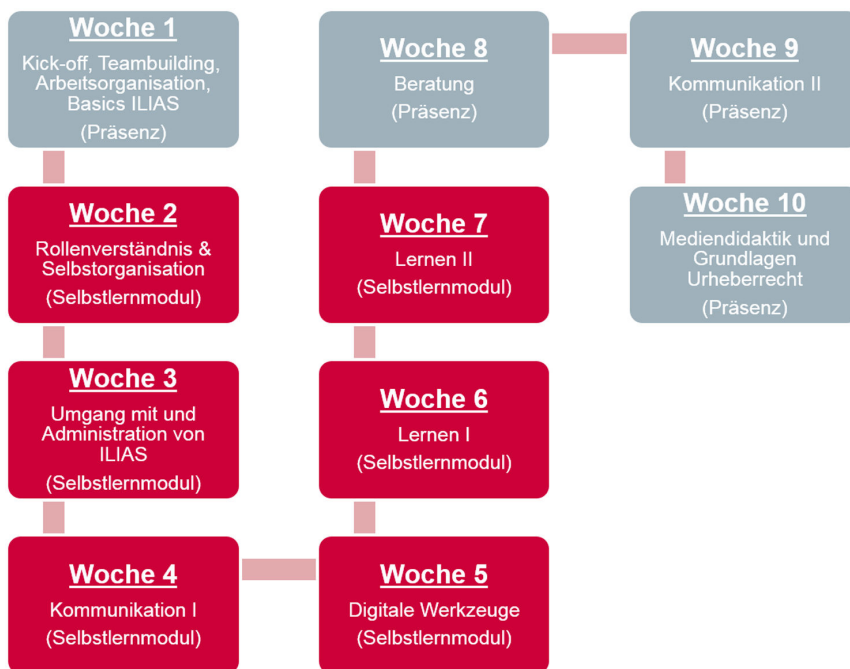 Woche 1
Kick-off, Teambuilding,
Arbeitsorganisation,
Basics ILIAS
(Präsenz)
Woche 2
Rollenverständnis &
Selbstorganisation
(Selbstlernmodul)
Woche 3
Umgang mit und
Administration von
ILIAS
(Selbstlernmodul)
Woche 4
Kommunikation I
(Selbstlernmodul)
Woche 5
Digitale Werkzeuge
(Selbstlernmodul)
Woche 6
Lernen I
(Selbstlernmodul)
Woche 7
Lernen II
(Selbstlernmodul)
Woche 8
Beratung
(Präsenz)
Woche 9
Kommunikation II
(Präsenz)
Woche 10
Mediendidaktik und
Grundlagen
Urheberrecht
(Präsenz)